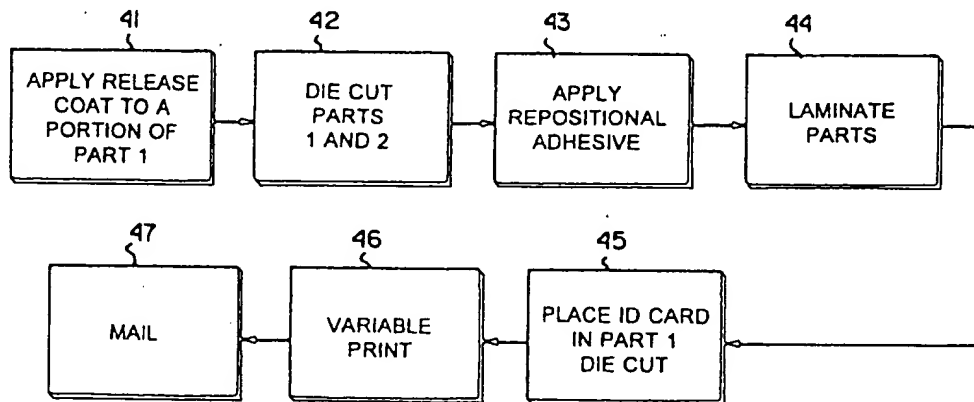 41
APPLY RELEASE
COAT TO A
PORTION OF
PART 1
42
DIE CUT
PARTS
1 AND 2
43
APPLY
REPOSITIONAL
ADHESIVE
44
LAMINATE
PARTS
47
MAIL
46
VARIABLE
PRINT
45
PLACE ID CARD
IN PART 1
DIE CUT